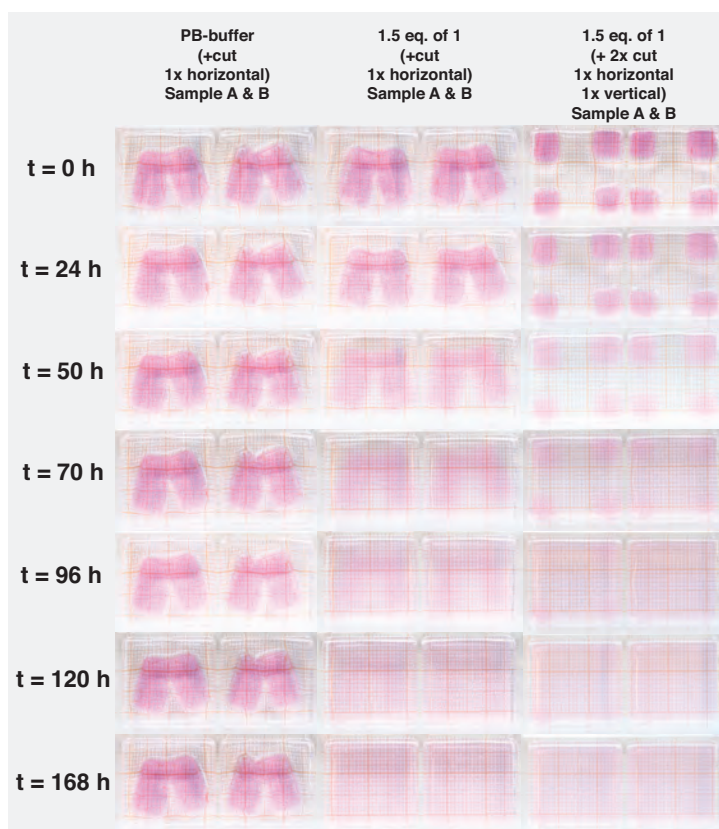 PB-buffer
(+cut
1x horizontal)
Sample A & B
1.5 eq. of 1
(+cut
1x horizontal)
Sample A & B
1.5 eq. of 1
(+ 2x cut
1x horizontal
1x vertical)
Sample A & B
t = 0 h
t = 24 h
t = 50 h
t = 70 h
t = 96 h
t = 120 h
t = 168 h